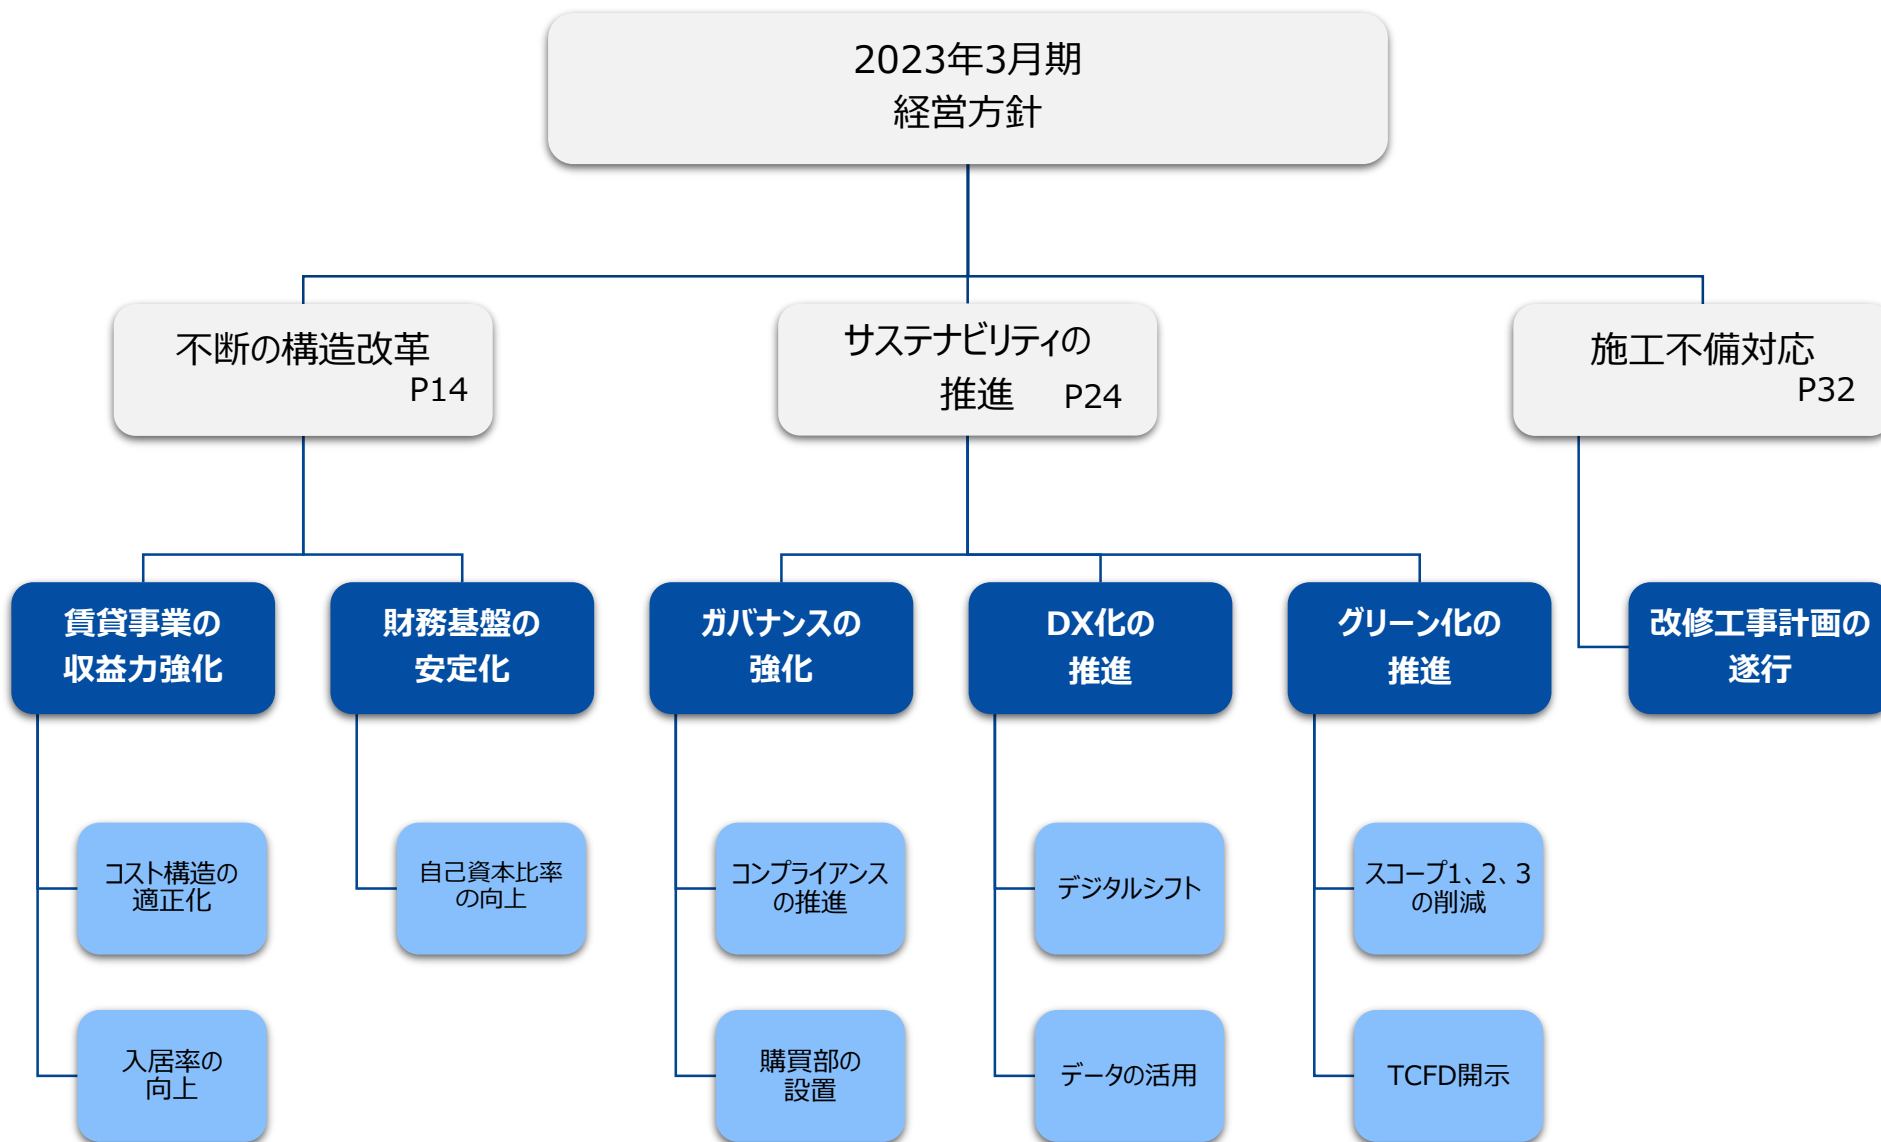 2023年3月期
経営方針
不断の構造改革
P14
サステナビリティの
推進 P24
施工不備対応
P32
賃貸事業の
収益力強化
財務基盤の
安定化
ガバナンスの
強化
DX化の
推進
グリーン化の
推進
改修工事計画の
遂行
コスト構造の
適正化
自己資本比率
の向上
コンプライアンス
の推進
デジタルシフト
スコープ1、2、3
の削減
入居率の
向上
購買部の
設置
データの活用
TCFD開示